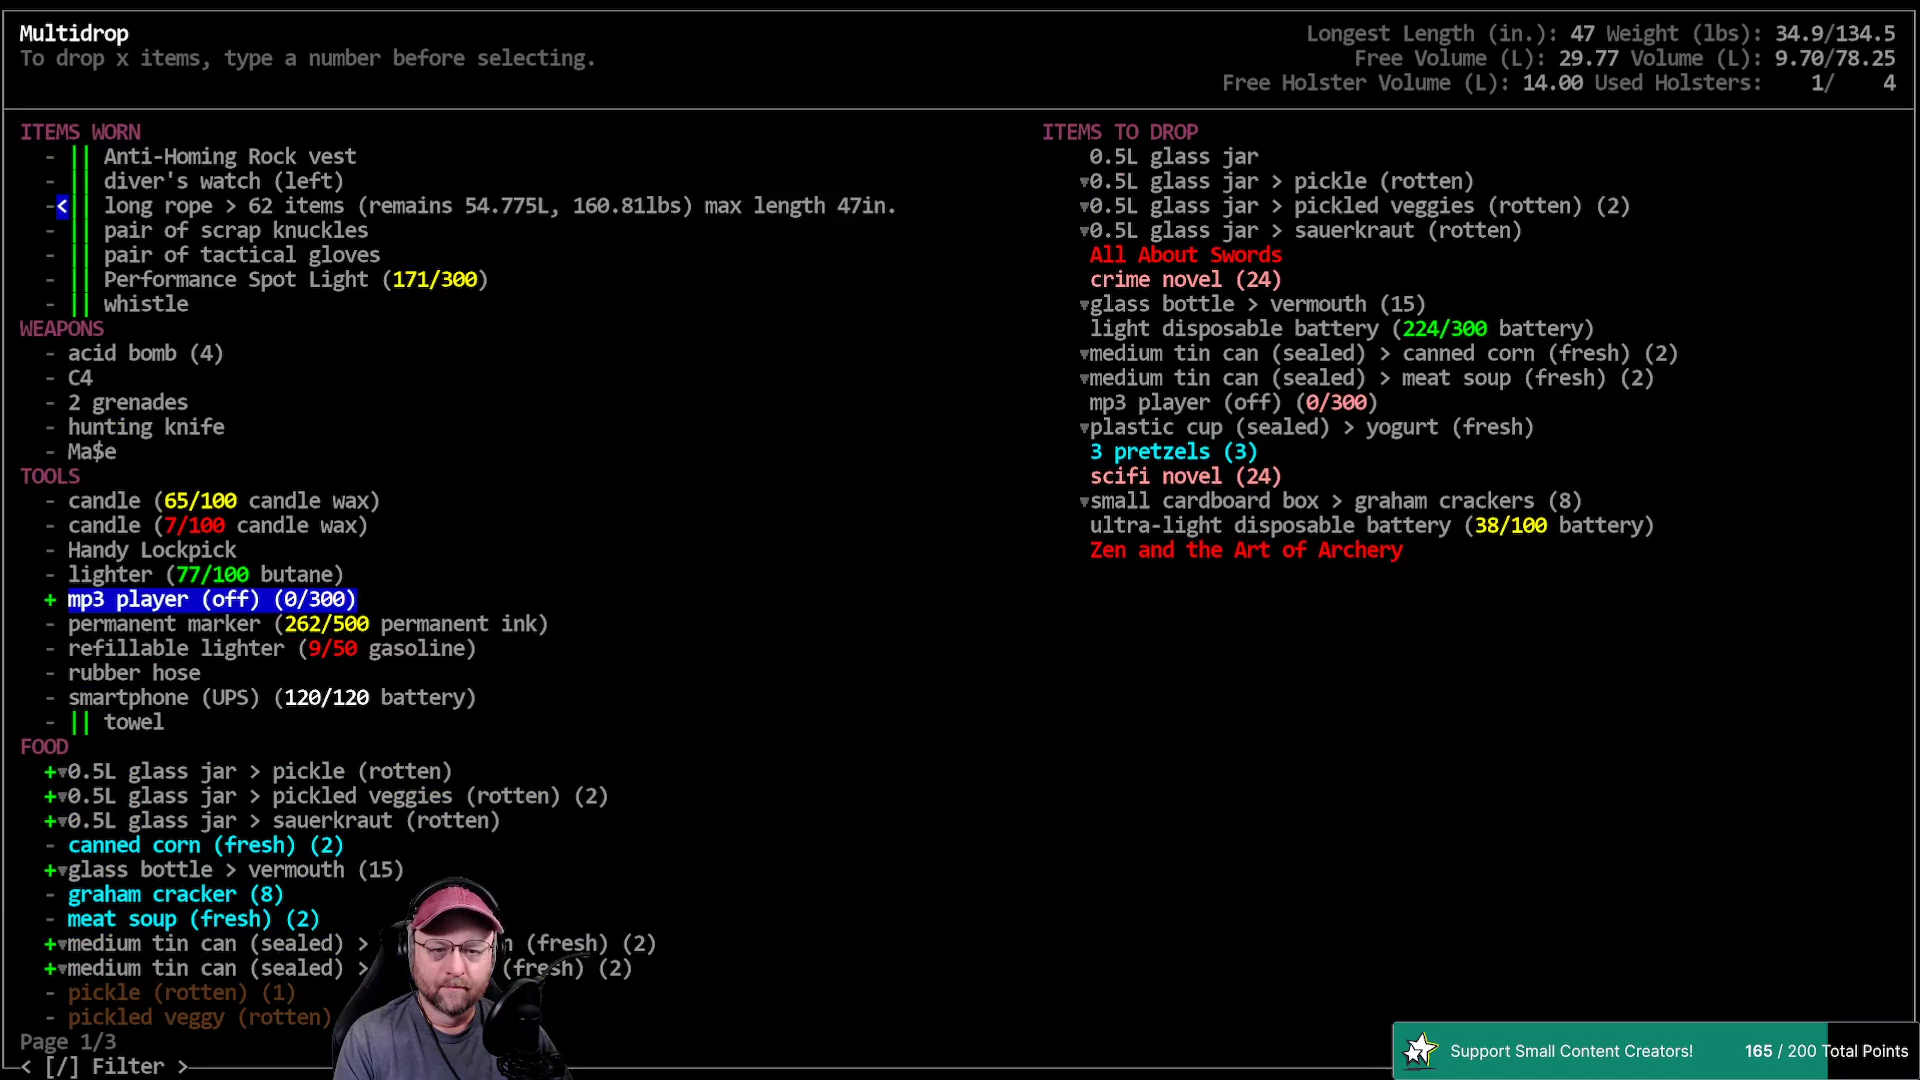 Multidrop
To drop x items, type a number before selecting.
Longest Length (in.): 47 Weight (lbs): 34.9/134.5
Free Volume (L): 29.77 Volume (L): 9.70/78.25
Free Holster Volume (L): 14.00 Used Holsters: 1/ 4
ITEMS WORN
- || Anti-Homing Rock vest
- || diver's watch (left)
-<|| long rope > 62 items (remains 54.775L, 160.81lbs) max length 47in.
- || pair of scrap knuckles
- || pair of tactical gloves
- || Performance Spot Light (171/300)
- || whistle
WEAPONS
- acid bomb (4)
- C4
- 2 grenades
- hunting knife
- Ma$e
TOOLS
- candle (65/100 candle wax)
- candle (7/100 candle wax)
- Handy Lockpick
- lighter (77/100 butane)
+ mp3 player (off) (0/300)
- permanent marker (262/500 permanent ink)
- refillable lighter (9/50 gasoline)
- rubber hose
- smartphone (UPS) (120/120 battery)
- || towel
FOOD
+▾0.5L glass jar > pickle (rotten)
+▾0.5L glass jar > pickled veggies (rotten) (2)
+▾0.5L glass jar > sauerkraut (rotten)
- canned corn (fresh) (2)
+▾glass bottle > vermouth (15)
- graham cracker (8)
- meat soup (fresh) (2)
+▾medium tin can (sealed) > (fresh) (2)
+▾medium tin can (sealed) > (fresh) (2)
- pickle (rotten) (1)
- pickled veggy (rotten)
Page 1/3
< [/] Filter >
ITEMS TO DROP
0.5L glass jar
▾0.5L glass jar > pickle (rotten)
▾0.5L glass jar > pickled veggies (rotten) (2)
▾0.5L glass jar > sauerkraut (rotten)
All About Swords
crime novel (24)
▾glass bottle > vermouth (15)
light disposable battery (224/300 battery)
▾medium tin can (sealed) > canned corn (fresh) (2)
▾medium tin can (sealed) > meat soup (fresh) (2)
mp3 player (off) (0/300)
▾plastic cup (sealed) > yogurt (fresh)
3 pretzels (3)
scifi novel (24)
▾small cardboard box > graham crackers (8)
ultra-light disposable battery (38/100 battery)
Zen and the Art of Archery
Support Small Content Creators! 165 / 200 Total Points